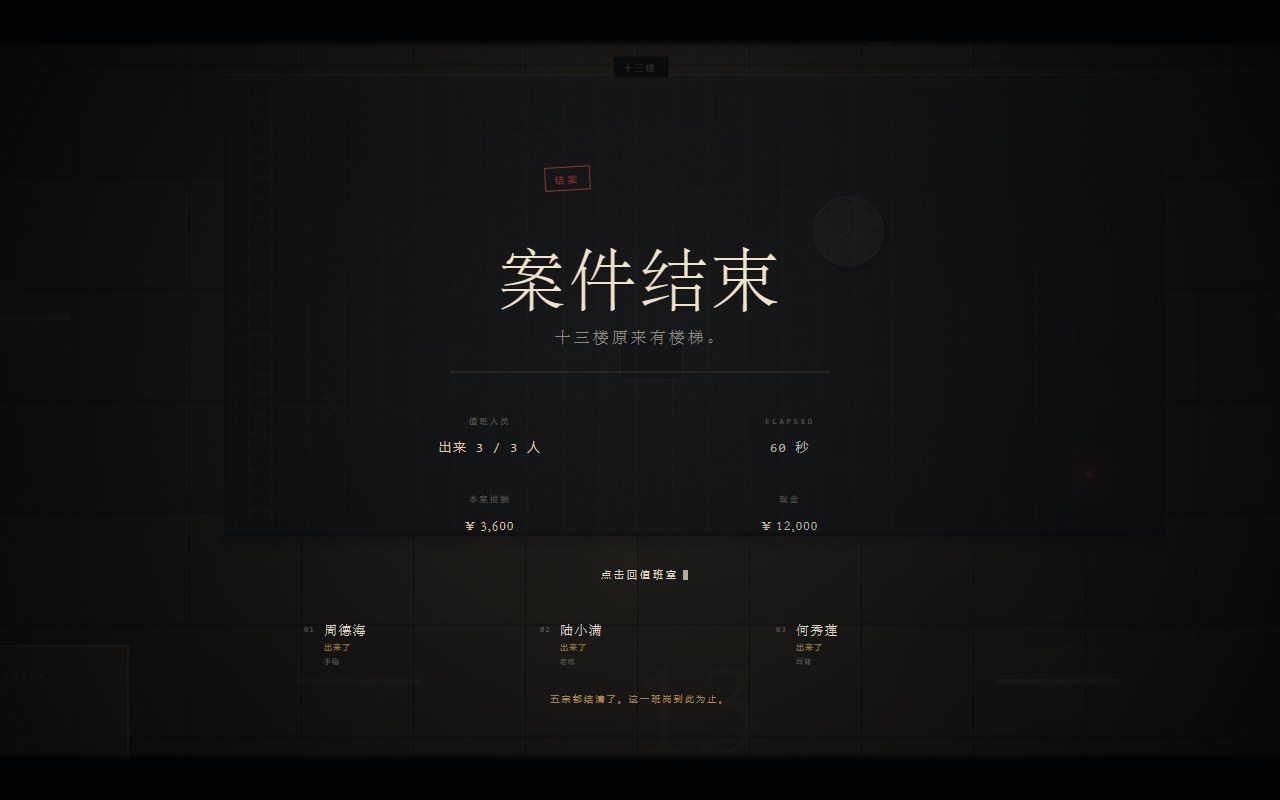 十三楼
结案
案件结束
十三楼原来有楼梯。
值班人员
ELAPSED
出来 3 / 3 人
60 秒
本案报酬
现金
¥ 3,600
¥ 12,000
点击回值班室
01 周德海
出来了
手稳
02 陆小满
出来了
老练
03 何秀莲
出来了
耳背
13
五宗都结清了。这一班岗到此为止。